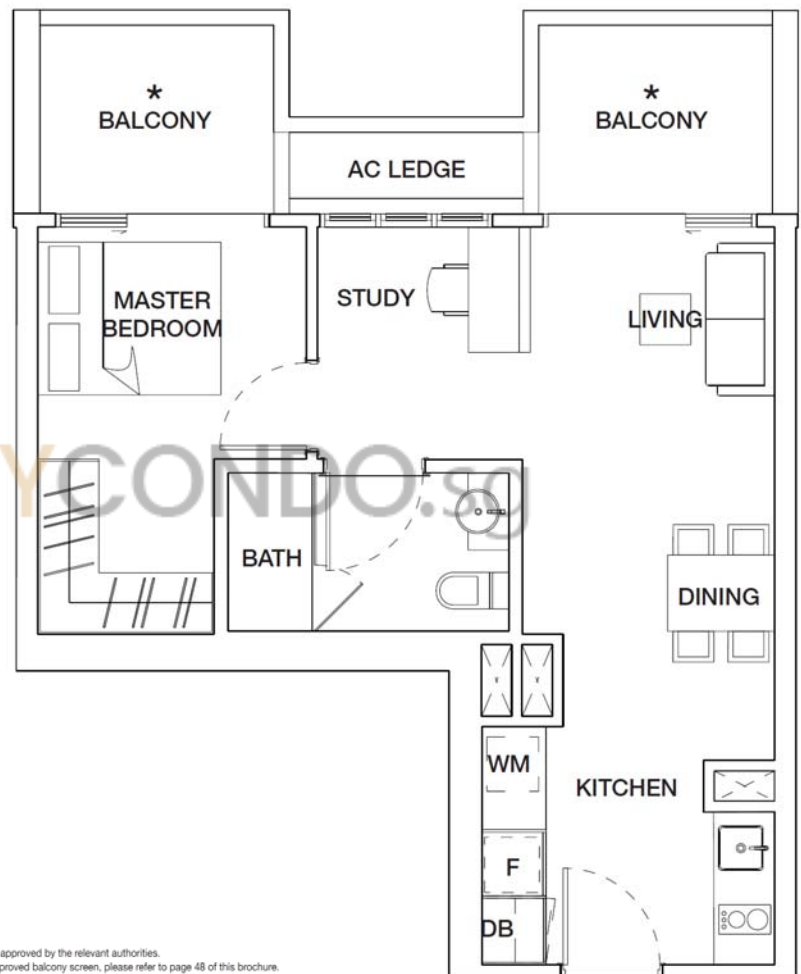 *
BALCONY
*
BALCONY
AC LEDGE
MASTER
BEDROOM
STUDY
LIVING
YCONDO.sg
BATH
DINING
WM
KITCHEN
F
DB
approved by the relevant authorities.
proved balcony screen, please refer to page 48 of this brochure.